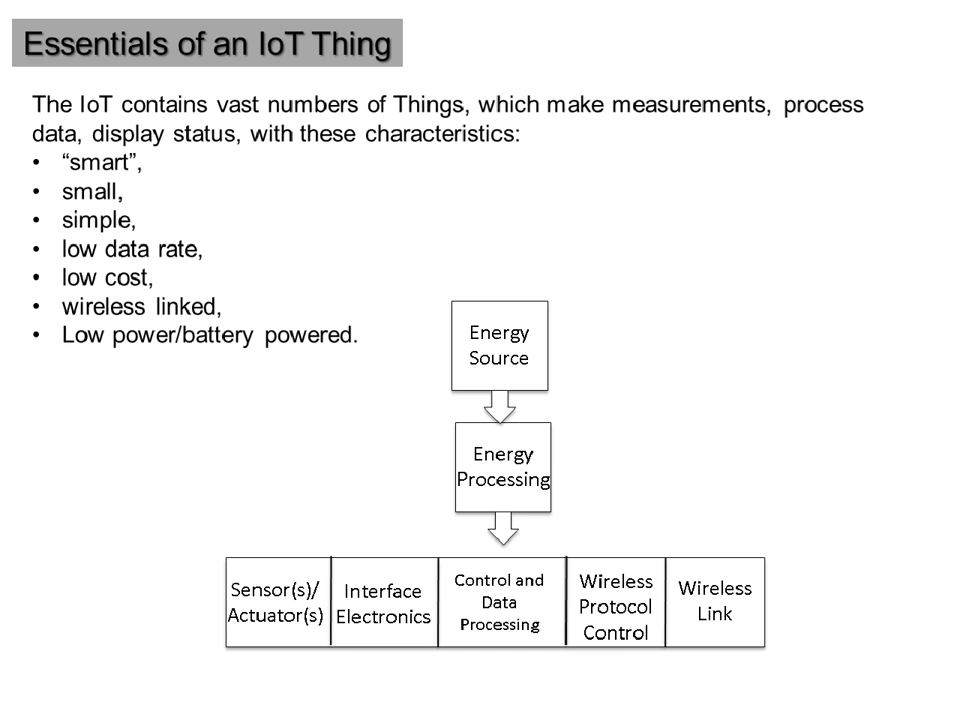 Essentials of an IoT Thing
The IoT contains vast numbers of Things, which make measurements, process
data, display status, with these characteristics:
• “smart”,
• small,
• simple,
• low data rate,
• low cost,
• wireless linked,
• Low power/battery powered.
Energy
Source
Energy
Processing
Sensor(s)/
Actuator(s)
Interface
Electronics
Control and
Data
Processing
Wireless
Protocol
Control
Wireless
Link